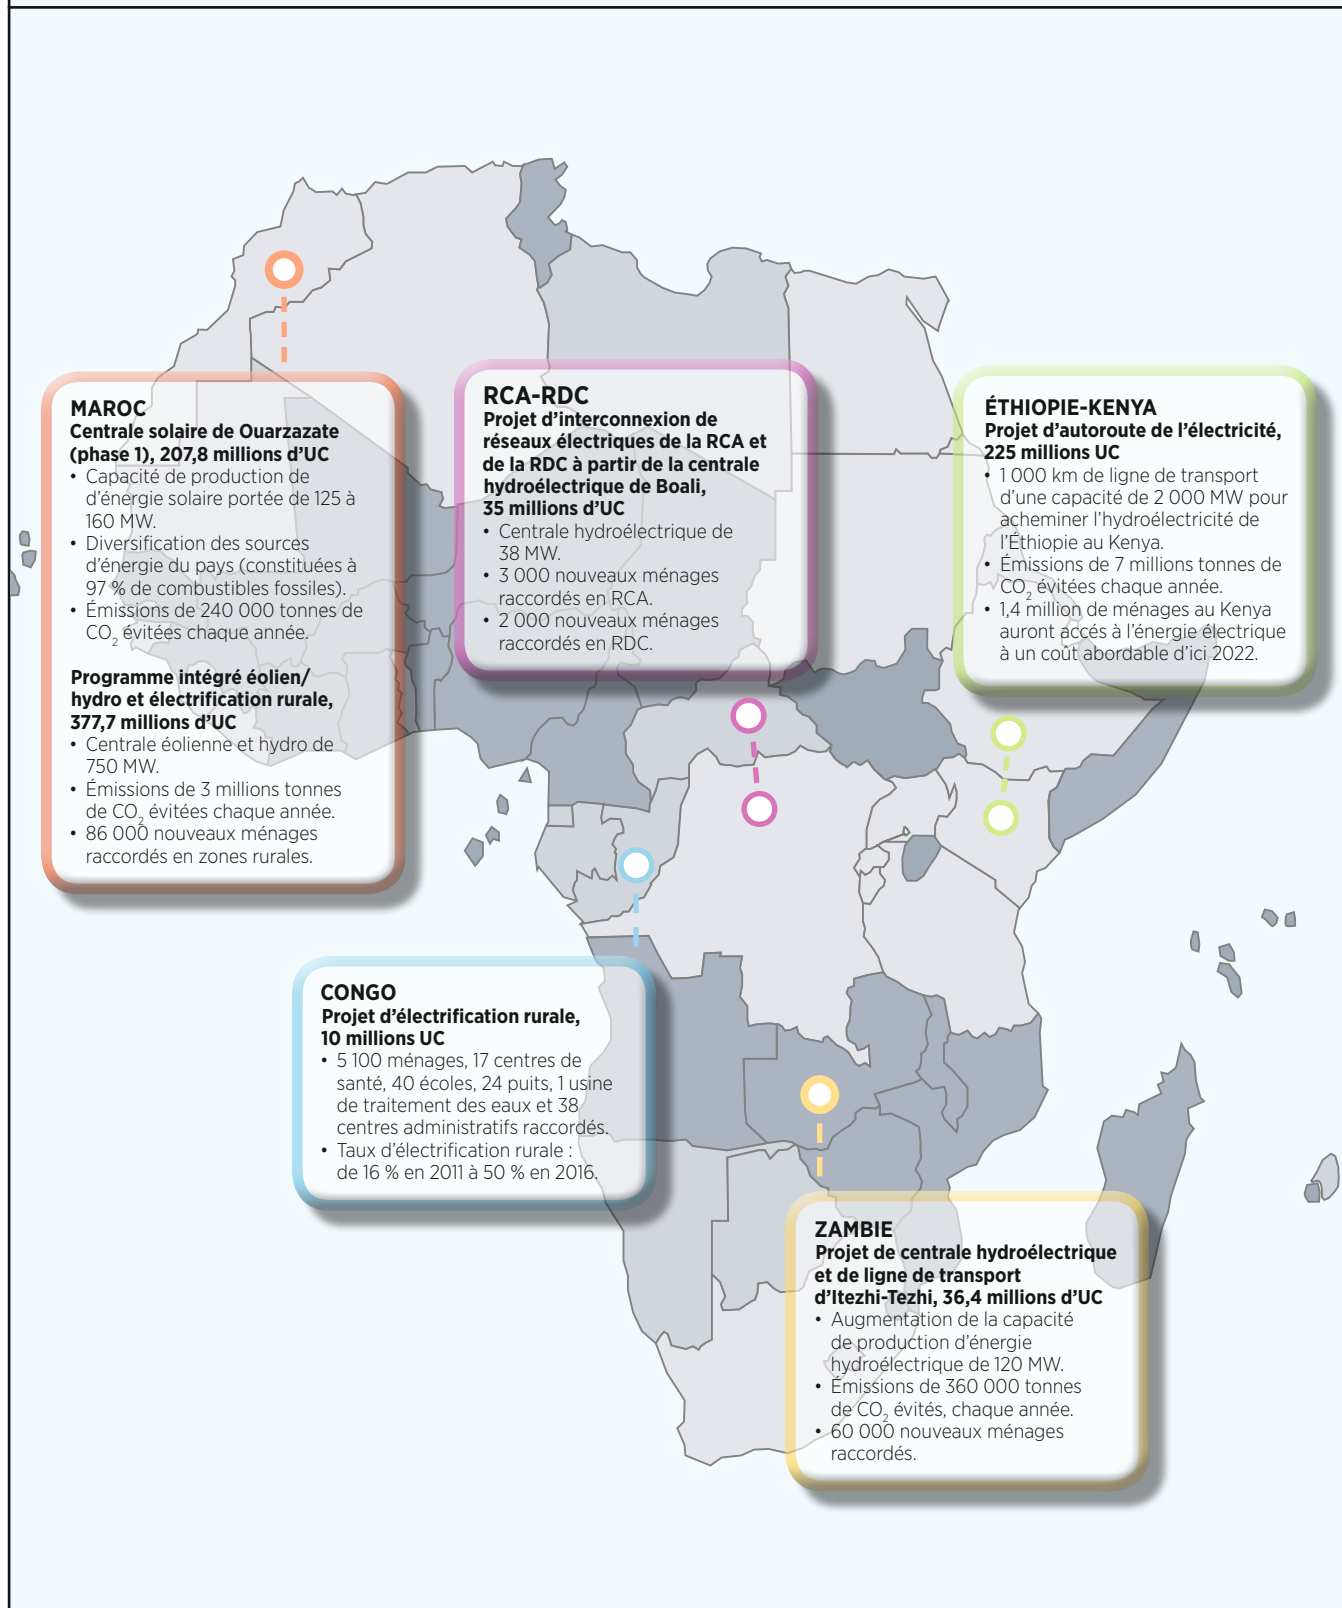 MAROC
Centrale solaire de Ouarzazate
(phase 1), 207,8 millions d’UC
• Capacité de production de
d’énergie solaire portée de 125 à
160 MW.
• Diversification des sources
d’énergie du pays (constituées à
97 % de combustibles fossiles).
• Émissions de 240 000 tonnes de
CO₂ évitées chaque année.
Programme intégré éolien/
hydro et électrification rurale,
377,7 millions d’UC
• Centrale éolienne et hydro de
750 MW.
• Émissions de 3 millions tonnes
de CO₂ évitées chaque année.
• 86 000 nouveaux ménages
raccordés en zones rurales.
RCA-RDC
Projet d’interconnexion de
réseaux électriques de la RCA et
de la RDC à partir de la centrale
hydroélectrique de Boali,
35 millions d’UC
• Centrale hydroélectrique de
38 MW.
• 3 000 nouveaux ménages
raccordés en RCA.
• 2 000 nouveaux ménages
raccordés en RDC.
ÉTHIOPIE-KENYA
Projet d’autoroute de l’électricité,
225 millions UC
• 1 000 km de ligne de transport
d’une capacité de 2 000 MW pour
acheminer l’hydroélectricité de
l’Éthiopie au Kenya.
• Émissions de 7 millions tonnes de
CO₂ évitées chaque année.
• 1,4 million de ménages au Kenya
auront accés à l’énergie électrique
à un coût abordable d’ici 2022.
CONGO
Projet d’électrification rurale,
10 millions UC
• 5 100 ménages, 17 centres de
santé, 40 écoles, 24 puits, 1 usine
de traitement des eaux et 38
centres administratifs raccordés.
• Taux d’électrification rurale :
de 16 % en 2011 à 50 % en 2016.
ZAMBIE
Projet de centrale hydroélectrique
et de ligne de transport
d’Itezhi-Tezhi, 36,4 millions d’UC
• Augmentation de la capacité
de production d’énergie
hydroélectrique de 120 MW.
• Émissions de 360 000 tonnes
de CO₂ évités, chaque année.
• 60 000 nouveaux ménages
raccordés.